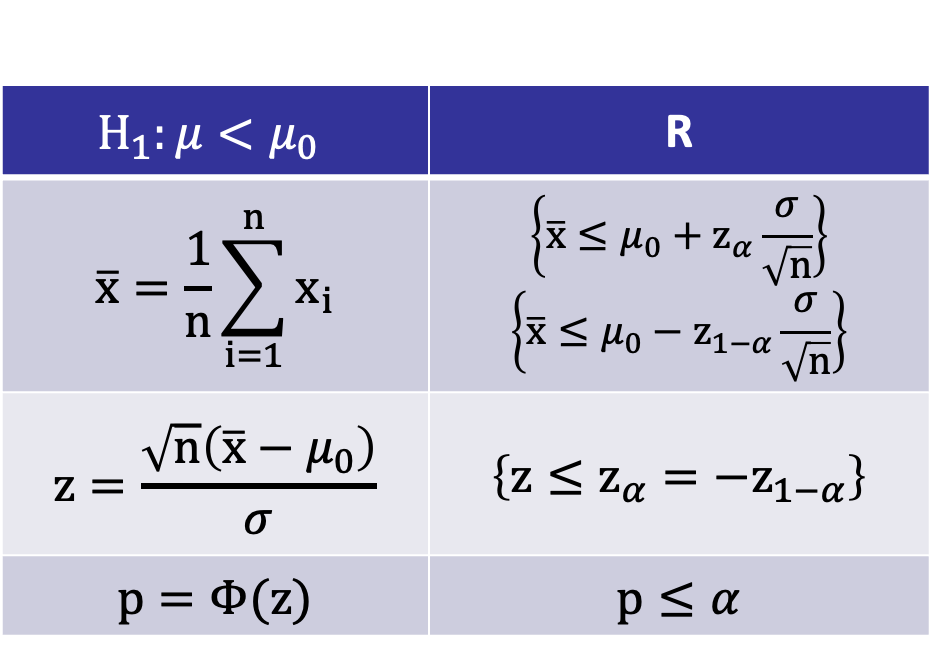 H₁: μ < μ₀
R
x̄ = 1/n ∑ᵢ₌₁ⁿ xᵢ
{x̄ ≤ μ₀ + z_α σ/√n}
{x̄ ≤ μ₀ − z₁₋α σ/√n}
z = √n(x̄ − μ₀)/σ
{z ≤ z_α = −z₁₋α}
p = Φ(z)
p ≤ α